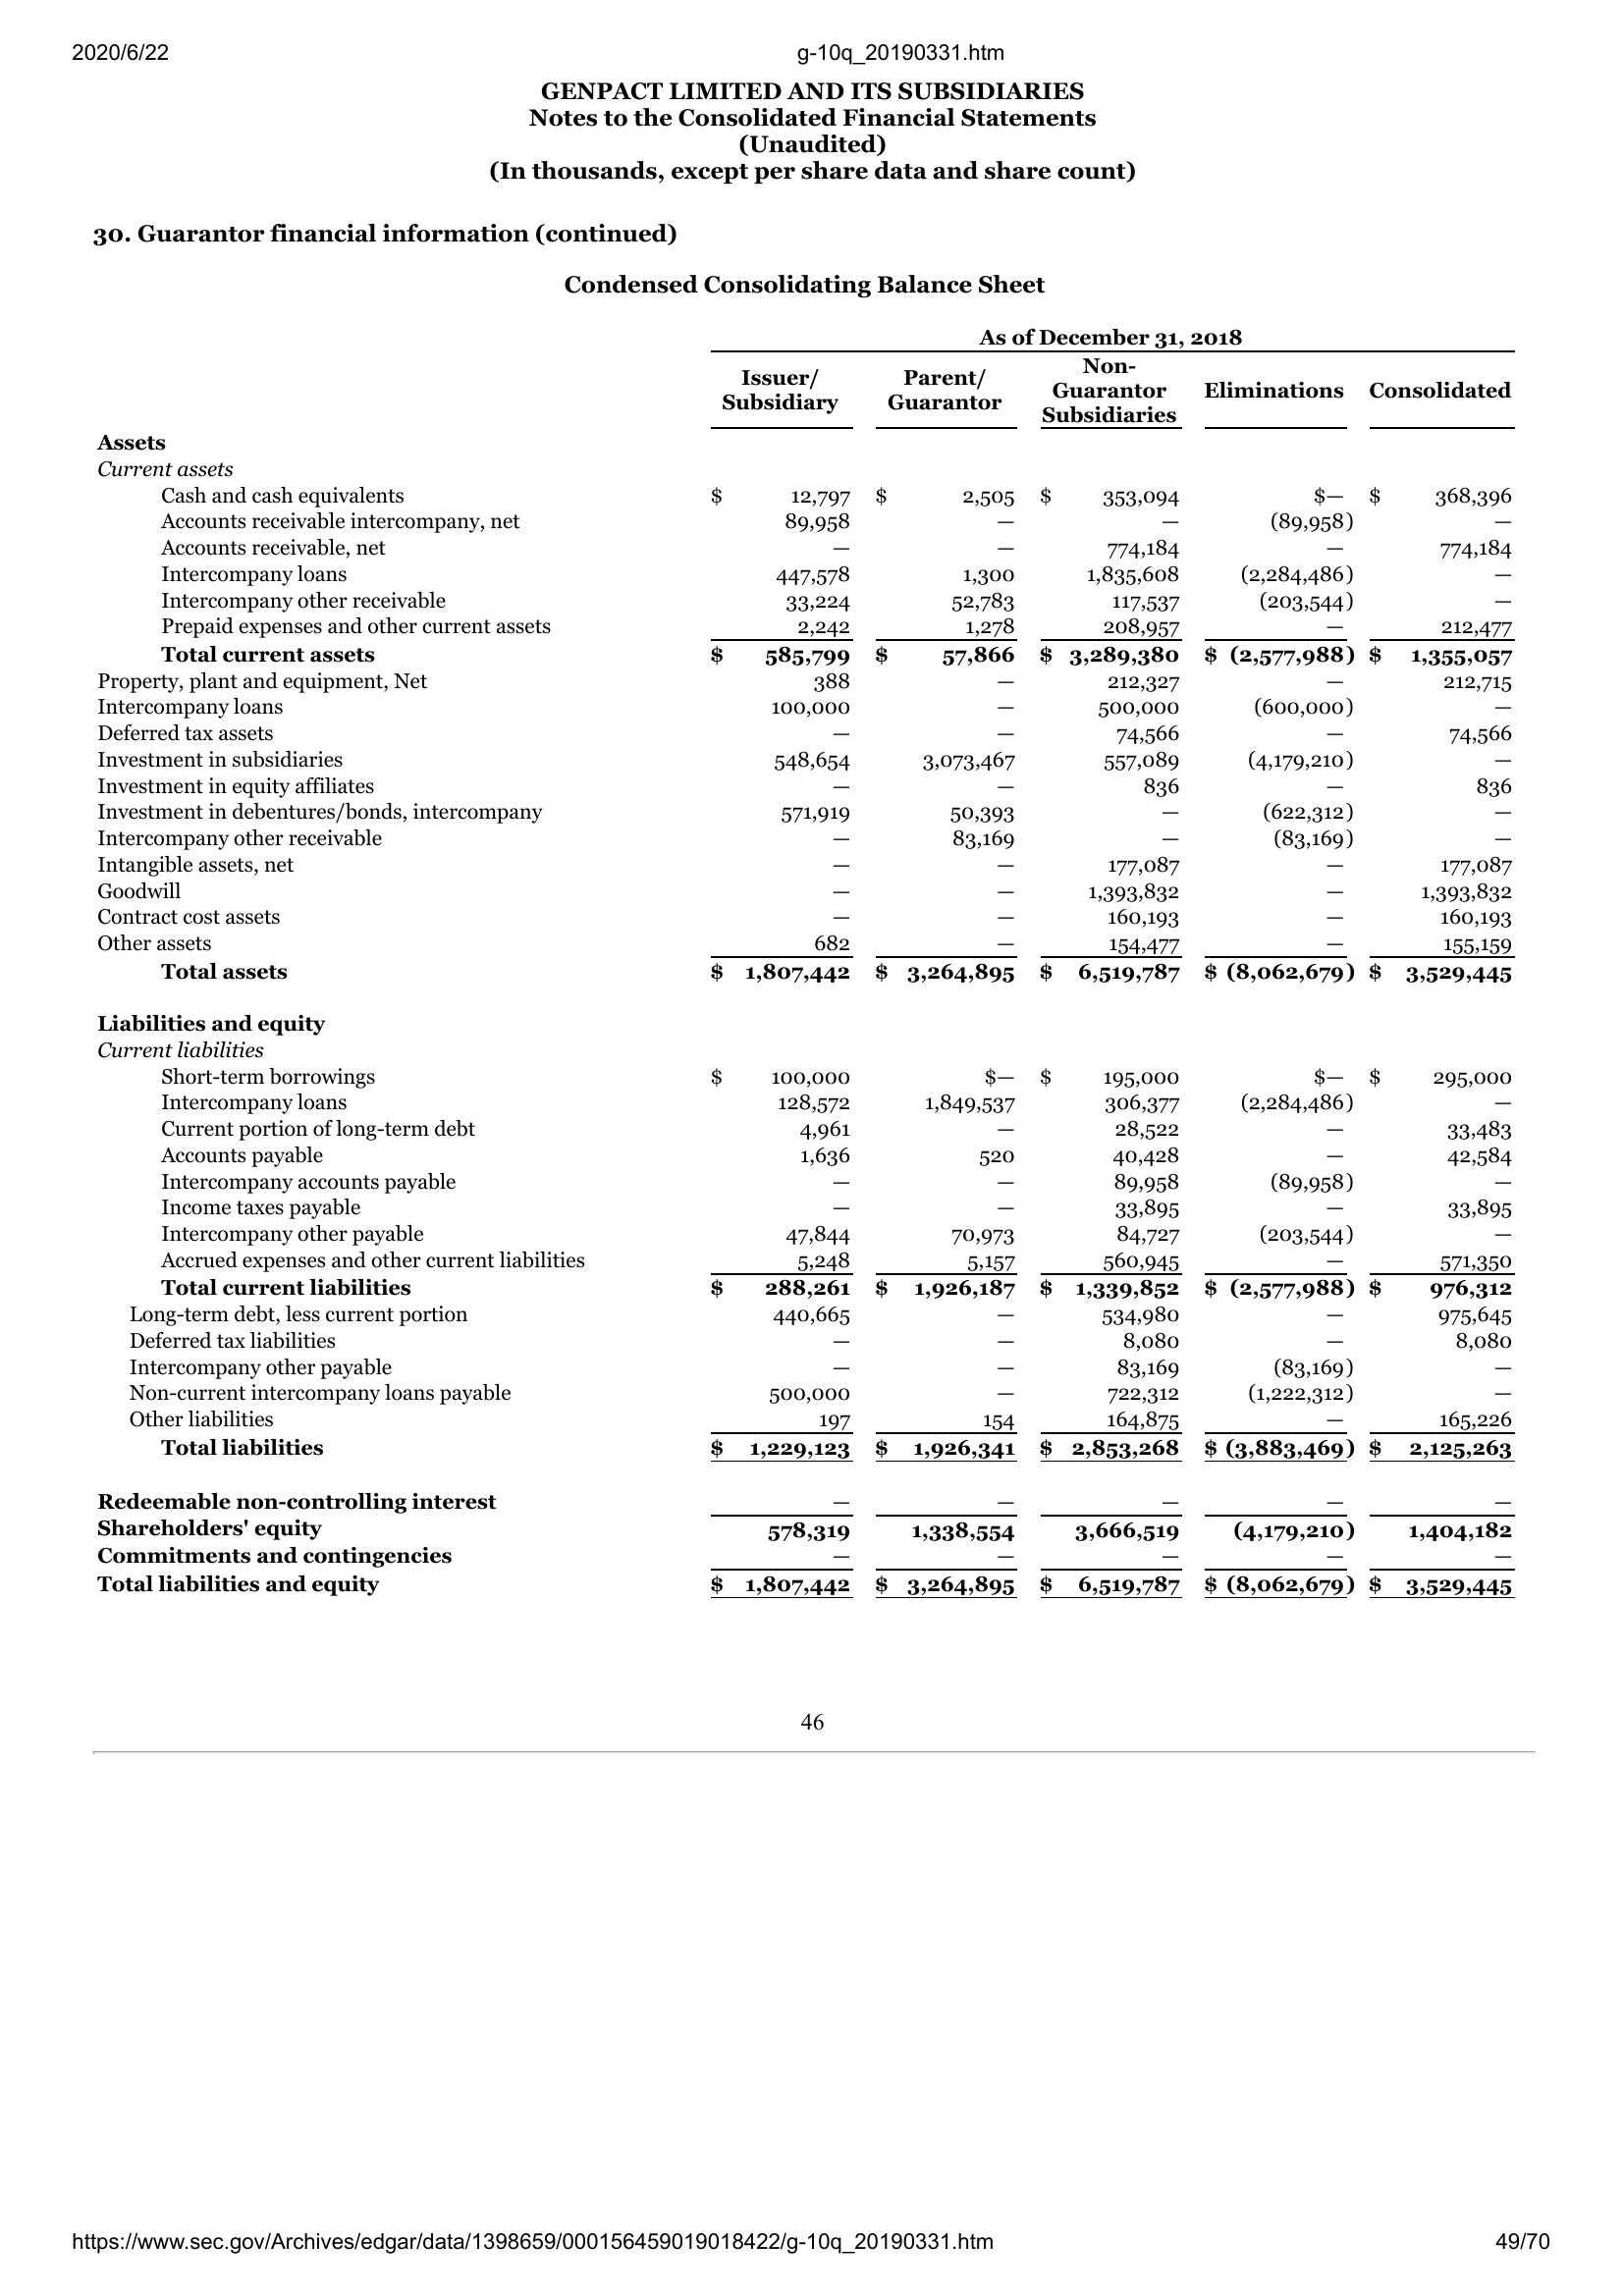 2020/6/22 g-10q_20190331.htm
GENPACT LIMITED AND ITS SUBSIDIARIES
Notes to the Consolidated Financial Statements
(Unaudited)
(In thousands, except per share data and share count)
30. Guarantor financial information (continued)
Condensed Consolidating Balance Sheet
As of December 31, 2018
Issuer/ Subsidiary Parent/ Guarantor Non-Guarantor Subsidiaries Eliminations Consolidated
Assets
Current assets
Cash and cash equivalents $ 12,797 $ 2,505 $ 353,094 $— $ 368,396
Accounts receivable intercompany, net 89,958 — — (89,958) —
Accounts receivable, net — — 774,184 — 774,184
Intercompany loans 447,578 1,300 1,835,608 (2,284,486) —
Intercompany other receivable 33,224 52,783 117,537 (203,544) —
Prepaid expenses and other current assets 2,242 1,278 208,957 — 212,477
Total current assets $ 585,799 $ 57,866 $ 3,289,380 $ (2,577,988) $ 1,355,057
Property, plant and equipment, Net 388 — 212,327 — 212,715
Intercompany loans 100,000 — 500,000 (600,000) —
Deferred tax assets — — 74,566 — 74,566
Investment in subsidiaries 548,654 3,073,467 557,089 (4,179,210) —
Investment in equity affiliates — — 836 — 836
Investment in debentures/bonds, intercompany 571,919 50,393 — (622,312) —
Intercompany other receivable — 83,169 — (83,169) —
Intangible assets, net — — 177,087 — 177,087
Goodwill — — 1,393,832 — 1,393,832
Contract cost assets — — 160,193 — 160,193
Other assets 682 — 154,477 — 155,159
Total assets $ 1,807,442 $ 3,264,895 $ 6,519,787 $ (8,062,679) $ 3,529,445
Liabilities and equity
Current liabilities
Short-term borrowings $ 100,000 $— $ 195,000 $— $ 295,000
Intercompany loans 128,572 1,849,537 306,377 (2,284,486) —
Current portion of long-term debt 4,961 — 28,522 — 33,483
Accounts payable 1,636 520 40,428 — 42,584
Intercompany accounts payable — — 89,958 (89,958) —
Income taxes payable — — 33,895 — 33,895
Intercompany other payable 47,844 70,973 84,727 (203,544) —
Accrued expenses and other current liabilities 5,248 5,157 560,945 — 571,350
Total current liabilities $ 288,261 $ 1,926,187 $ 1,339,852 $ (2,577,988) $ 976,312
Long-term debt, less current portion 440,665 — 534,980 — 975,645
Deferred tax liabilities — — 8,080 — 8,080
Intercompany other payable — — 83,169 (83,169) —
Non-current intercompany loans payable 500,000 — 722,312 (1,222,312) —
Other liabilities 197 154 164,875 — 165,226
Total liabilities $ 1,229,123 $ 1,926,341 $ 2,853,268 $ (3,883,469) $ 2,125,263
Redeemable non-controlling interest — — — — —
Shareholders' equity 578,319 1,338,554 3,666,519 (4,179,210) 1,404,182
Commitments and contingencies — — — — —
Total liabilities and equity $ 1,807,442 $ 3,264,895 $ 6,519,787 $ (8,062,679) $ 3,529,445
46
https://www.sec.gov/Archives/edgar/data/1398659/000156459019018422/g-10q_20190331.htm 49/70